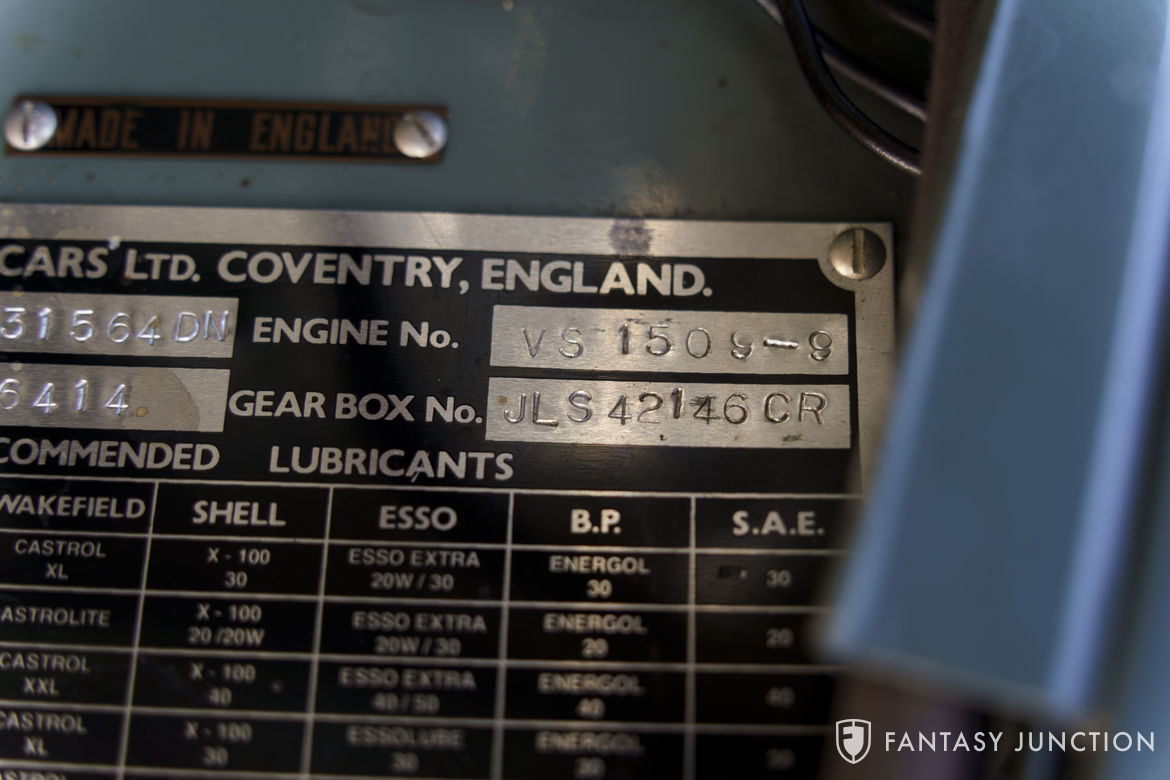 MADE IN ENGLAND
CARS LTD. COVENTRY, ENGLAND.
31564DN ENGINE No. VS 1509-9
6414 GEAR BOX No. JLS 42146 CR
COMMENDED LUBRICANTS
WAKEFIELD SHELL ESSO B.P. S.A.E.
CASTROL X - 100 ESSO EXTRA ENERGOL
XL 30 20W / 30 30 30
ASTROLITE X - 100 ESSO EXTRA ENERGOL
20 /20W 20W / 30 20 20
CASTROL X - 100 ESSO EXTRA ENERGOL
XXL 40 40 / 50 40 40
CASTROL X - 100 ESSOLUBE ENERGOL
XL 30 30 30
FANTASY JUNCTION